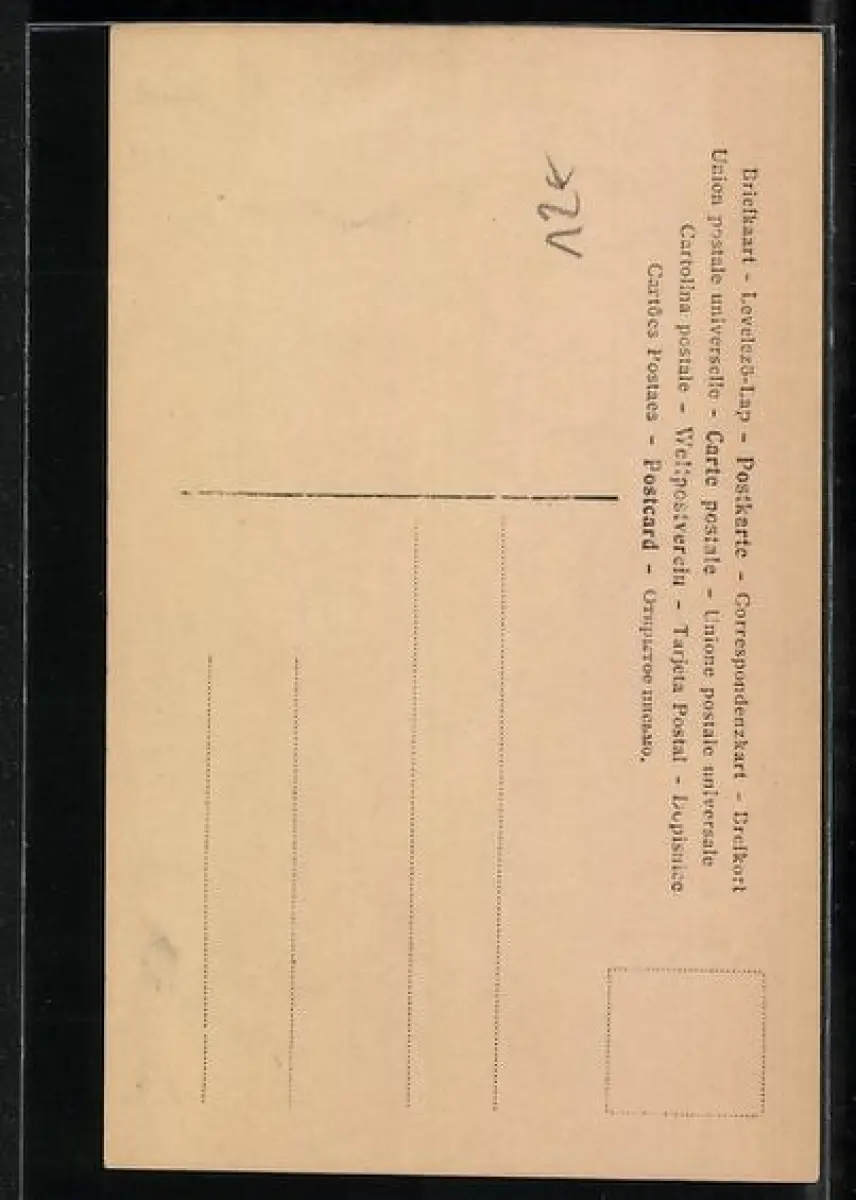 Briefkaart - Levelező-Lap - Postkarte - Correspondenzkart - Brefkort
Union postale universelle - Carte postale - Unione postale universale
Cartolina postale - Weltpostverein - Tarjeta Postal - Dopisnice
Cartões Postaes - Postcard - Открытое письмо.